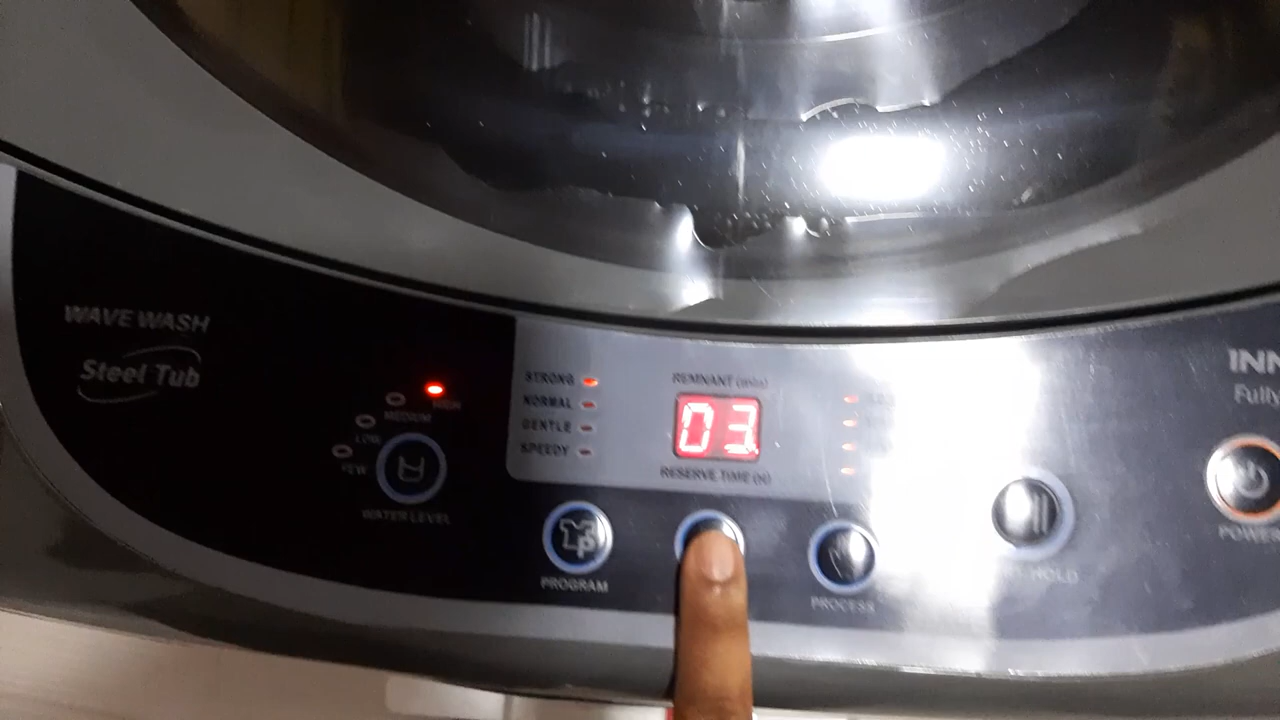 WAVE WASH
Steel Tub
HIGH
MEDIUM
LOW
FEW
WATER LEVEL
STRONG
NORMAL
GENTLE
SPEEDY
REMNANT (min)
03
RESERVE TIME (H)
PROGRAM
PROCESS
HOLD
INN
Fully
POWER